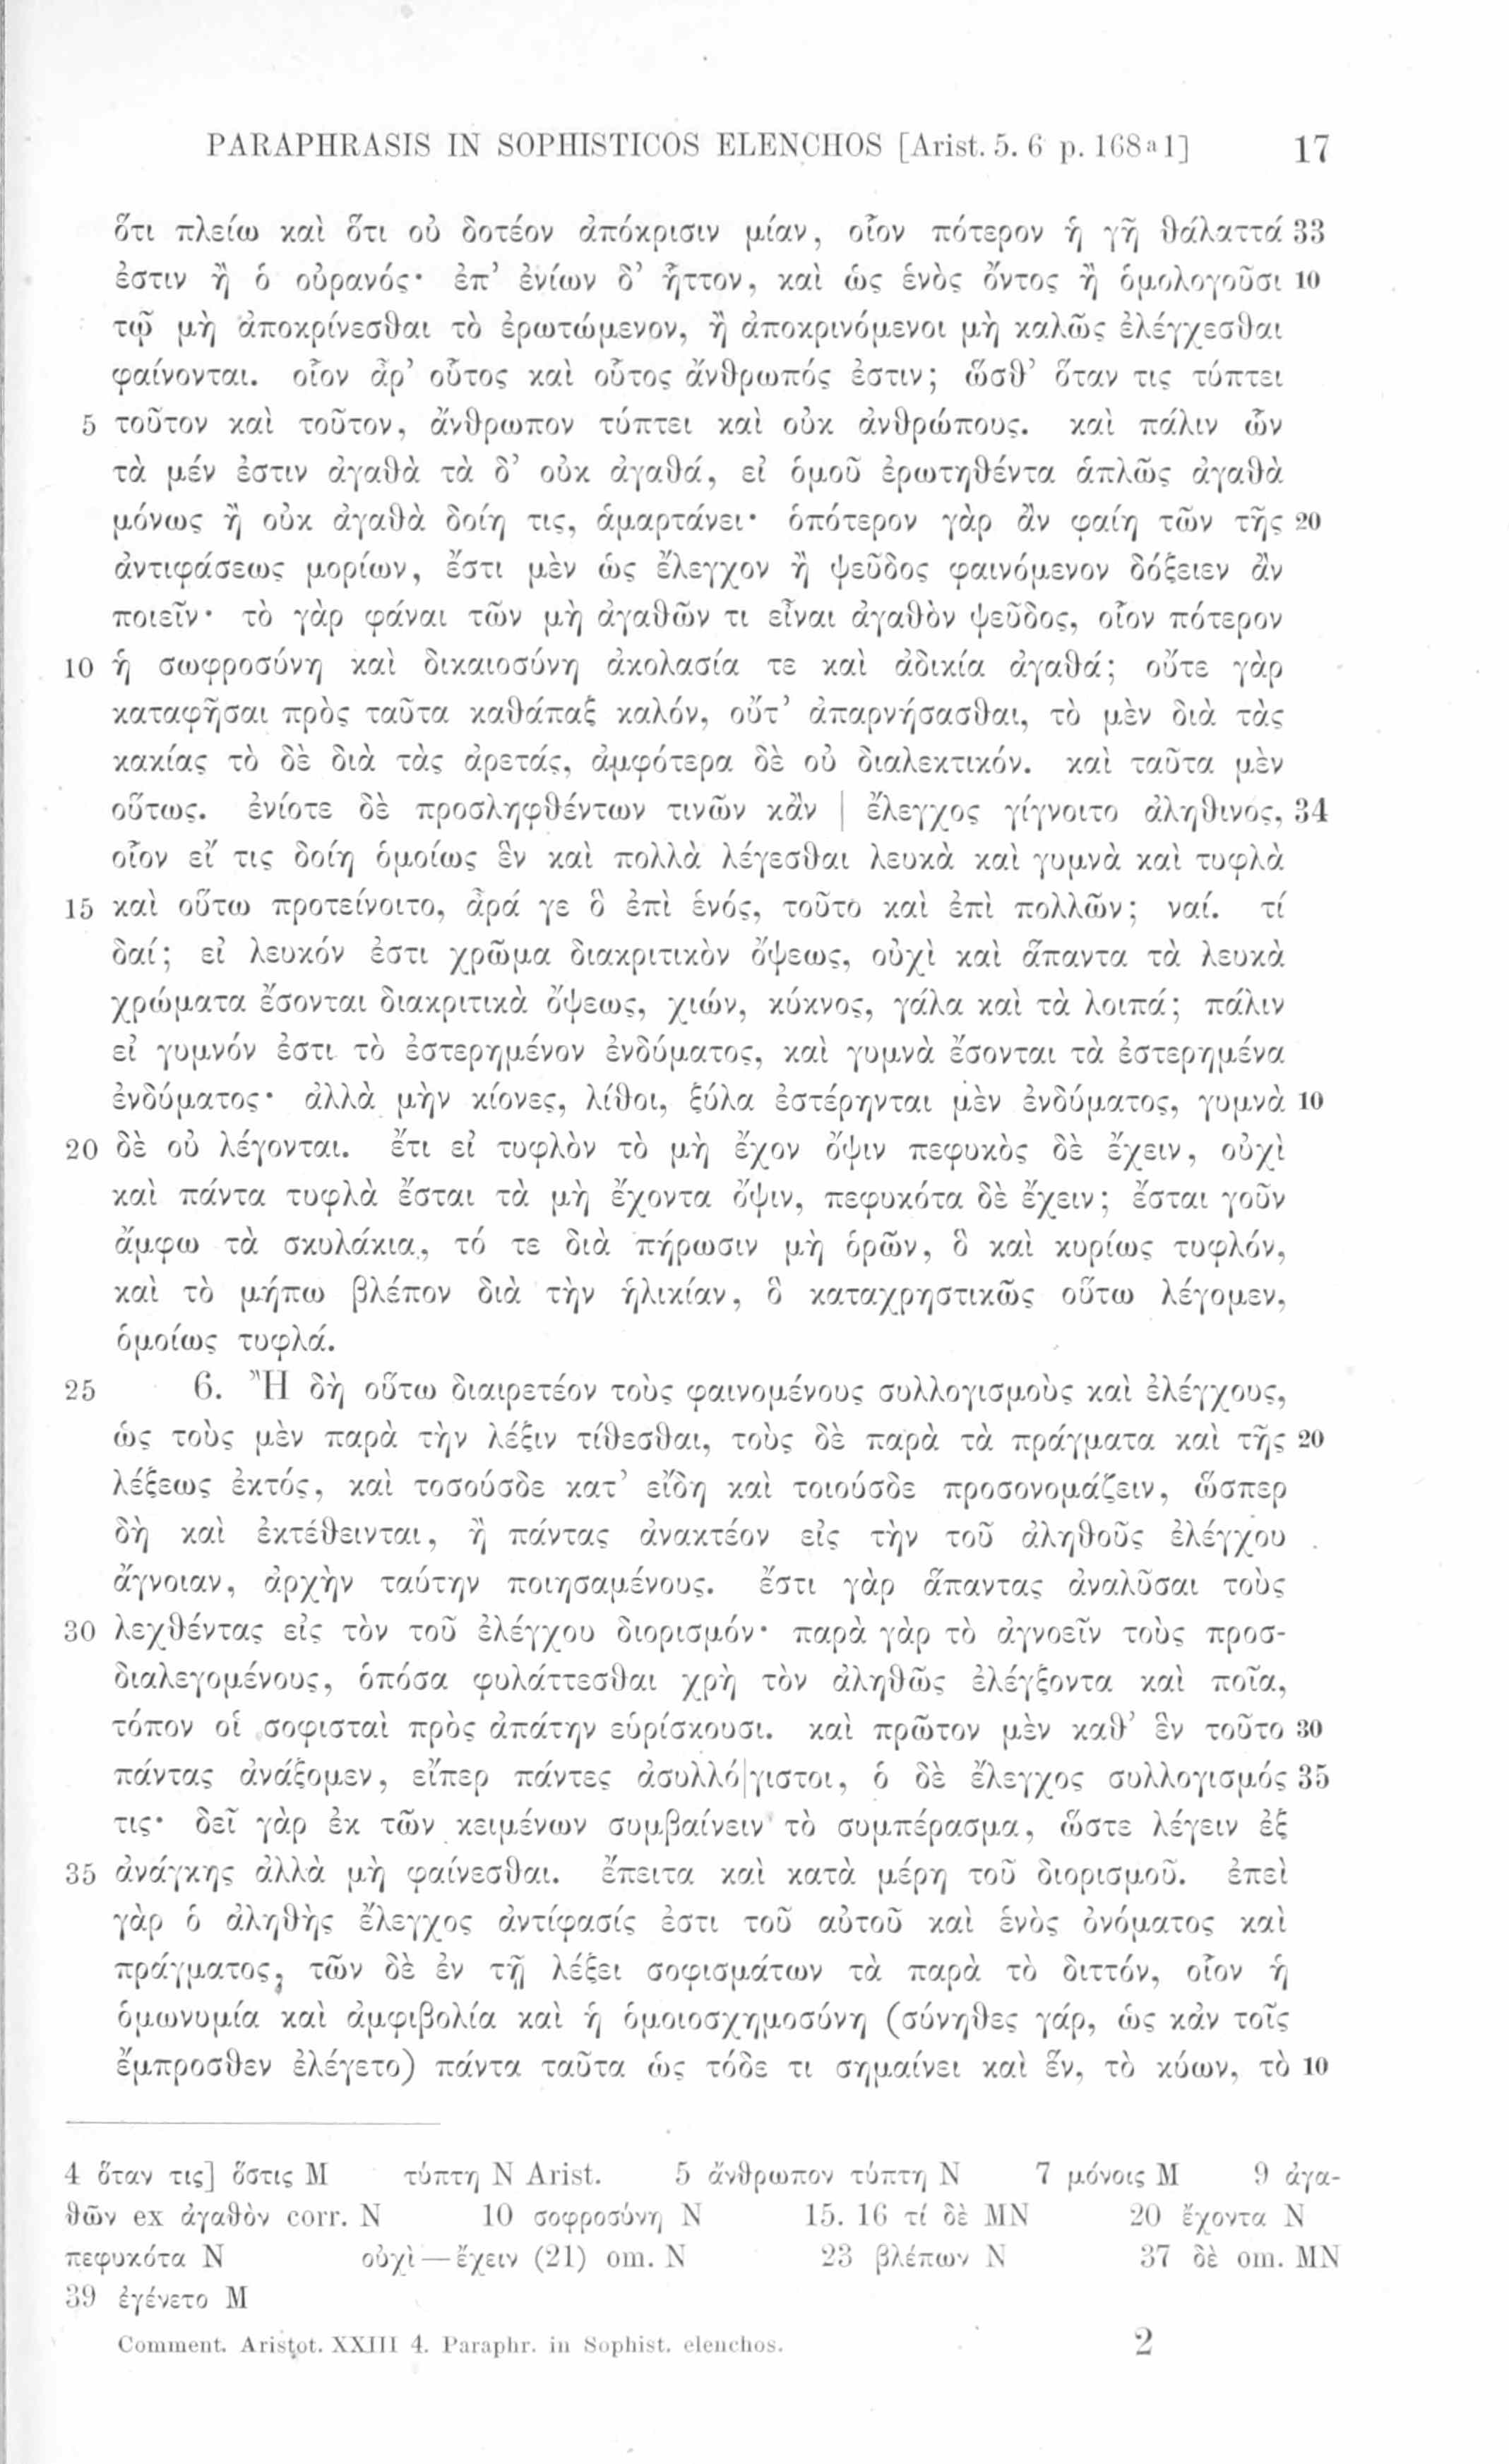 PARAPHRASIS IN SOPHISTICOS ELENCHOS [Arist. 5. 6 p. 168ᵃ1] 17
ὅτι πλείω καὶ ὅτι οὐ δοτέον ἀπόκρισιν μίαν, οἷον πότερον ἡ γῆ θάλαττά 33
ἐστιν ἢ ὁ οὐρανός· ἐπ’ ἐνίων δ’ ἧττον, καὶ ὡς ἑνὸς ὄντος ἢ ὁμολογοῦσι 10
τῷ μὴ ἀποκρίνεσθαι τὸ ἐρωτώμενον, ἢ ἀποκρινόμενοι μὴ καλῶς ἐλέγχεσθαι
φαίνονται. οἷον ἆρ’ οὗτος καὶ οὗτος ἄνθρωπός ἐστιν; ὥσθ’ ὅταν τις τύπτει
5 τοῦτον καὶ τοῦτον, ἄνθρωπον τύπτει καὶ οὐκ ἀνθρώπους. καὶ πάλιν ὧν
τὰ μέν ἐστιν ἀγαθὰ τὰ δ’ οὐκ ἀγαθά, εἰ ὁμοῦ ἐρωτηθέντα ἁπλῶς ἀγαθὰ
μόνως ἢ οὐκ ἀγαθὰ δοίη τις, ἁμαρτάνει· ὁπότερον γὰρ ἂν φαίη τῶν τῆς 20
ἀντιφάσεως μορίων, ἔστι μὲν ὡς ἔλεγχον ἢ ψεῦδος φαινόμενον δόξειεν ἂν
ποιεῖν· τὸ γὰρ φάναι τῶν μὴ ἀγαθῶν τι εἶναι ἀγαθὸν ψεῦδος, οἷον πότερον
10 ἡ σωφροσύνη καὶ δικαιοσύνη ἀκολασία τε καὶ ἀδικία ἀγαθά; οὔτε γὰρ
καταφῆσαι πρὸς ταῦτα καθάπαξ καλόν, οὔτ’ ἀπαρνήσασθαι, τὸ μὲν διὰ τὰς
κακίας τὸ δὲ διὰ τὰς ἀρετάς, ἀμφότερα δὲ οὐ διαλεκτικόν. καὶ ταῦτα μὲν
οὕτως. ἐνίοτε δὲ προσληφθέντων τινῶν κἂν | ἔλεγχος γίγνοιτο ἀληθινός, 34
οἷον εἴ τις δοίη ὁμοίως ἓν καὶ πολλὰ λέγεσθαι λευκὰ καὶ γυμνὰ καὶ τυφλὰ
15 καὶ οὕτω προτείνοιτο, ἆρά γε ὃ ἐπὶ ἑνός, τοῦτο καὶ ἐπὶ πολλῶν; ναί. τί
δαί; εἰ λευκόν ἐστι χρῶμα διακριτικὸν ὄψεως, οὐχὶ καὶ ἅπαντα τὰ λευκὰ
χρώματα ἔσονται διακριτικὰ ὄψεως, χιών, κύκνος, γάλα καὶ τὰ λοιπά; πάλιν
εἰ γυμνόν ἐστι τὸ ἐστερημένον ἐνδύματος, καὶ γυμνὰ ἔσονται τὰ ἐστερημένα
ἐνδύματος· ἀλλὰ μὴν κίονες, λίθοι, ξύλα ἐστέρηνται μὲν ἐνδύματος, γυμνὰ 10
20 δὲ οὐ λέγονται. ἔτι εἰ τυφλὸν τὸ μὴ ἔχον ὄψιν πεφυκὸς δὲ ἔχειν, οὐχὶ
καὶ πάντα τυφλὰ ἔσται τὰ μὴ ἔχοντα ὄψιν, πεφυκότα δὲ ἔχειν; ἔσται γοῦν
ἄμφω τὰ σκυλάκια, τό τε διὰ πήρωσιν μὴ ὁρῶν, ὃ καὶ κυρίως τυφλόν,
καὶ τὸ μήπω βλέπον διὰ τὴν ἡλικίαν, ὃ καταχρηστικῶς οὕτω λέγομεν,
ὁμοίως τυφλά.
25 6. Ἢ δὴ οὕτω διαιρετέον τοὺς φαινομένους συλλογισμοὺς καὶ ἐλέγχους,
ὡς τοὺς μὲν παρὰ τὴν λέξιν τίθεσθαι, τοὺς δὲ παρὰ τὰ πράγματα καὶ τῆς 20
λέξεως ἐκτός, καὶ τοσούσδε κατ’ εἴδη καὶ τοιούσδε προσονομάζειν, ὥσπερ
δὴ καὶ ἐκτέθεινται, ἢ πάντας ἀνακτέον εἰς τὴν τοῦ ἀληθοῦς ἐλέγχου
ἄγνοιαν, ἀρχὴν ταύτην ποιησαμένους. ἔστι γὰρ ἅπαντας ἀναλῦσαι τοὺς
30 λεχθέντας εἰς τὸν τοῦ ἐλέγχου διορισμόν· παρὰ γὰρ τὸ ἀγνοεῖν τοὺς προσ-
διαλεγομένους, ὁπόσα φυλάττεσθαι χρὴ τὸν ἀληθῶς ἐλέγξοντα καὶ ποῖα,
τόπον οἱ σοφισταὶ πρὸς ἀπάτην εὑρίσκουσι. καὶ πρῶτον μὲν καθ’ ἓν τοῦτο 30
πάντας ἀνάξομεν, εἴπερ πάντες ἀσυλλό|γιστοι, ὁ δὲ ἔλεγχος συλλογισμός 35
τις· δεῖ γὰρ ἐκ τῶν κειμένων συμβαίνειν τὸ συμπέρασμα, ὥστε λέγειν ἐξ
35 ἀνάγκης ἀλλὰ μὴ φαίνεσθαι. ἔπειτα καὶ κατὰ μέρη τοῦ διορισμοῦ. ἐπεὶ
γὰρ ὁ ἀληθὴς ἔλεγχος ἀντίφασίς ἐστι τοῦ αὐτοῦ καὶ ἑνὸς ὀνόματος καὶ
πράγματος, τῶν δὲ ἐν τῇ λέξει σοφισμάτων τὰ παρὰ τὸ διττόν, οἷον ἡ
ὁμωνυμία καὶ ἀμφιβολία καὶ ἡ ὁμοιοσχημοσύνη (σύνηθες γάρ, ὡς κἀν τοῖς
ἔμπροσθεν ἐλέγετο) πάντα ταῦτα ὡς τόδε τι σημαίνει καὶ ἕν, τὸ κύων, τὸ 10
4 ὅταν τις] ὅστις M τύπτῃ N Arist. 5 ἄνθρωπον τύπτῃ N 7 μόνοις M 9 ἀγα-
θῶν ex ἀγαθὸν corr. N 10 σοφροσύνη N 15. 16 τί δὲ MN 20 ἔχοντα N
πεφυκότα N οὐχὶ — ἔχειν (21) om. N 23 βλέπων N 37 δὲ om. MN
39 ἐγένετο M
Comment. Aristot. XXIII 4. Paraphr. in Sophist. elenchos. 2